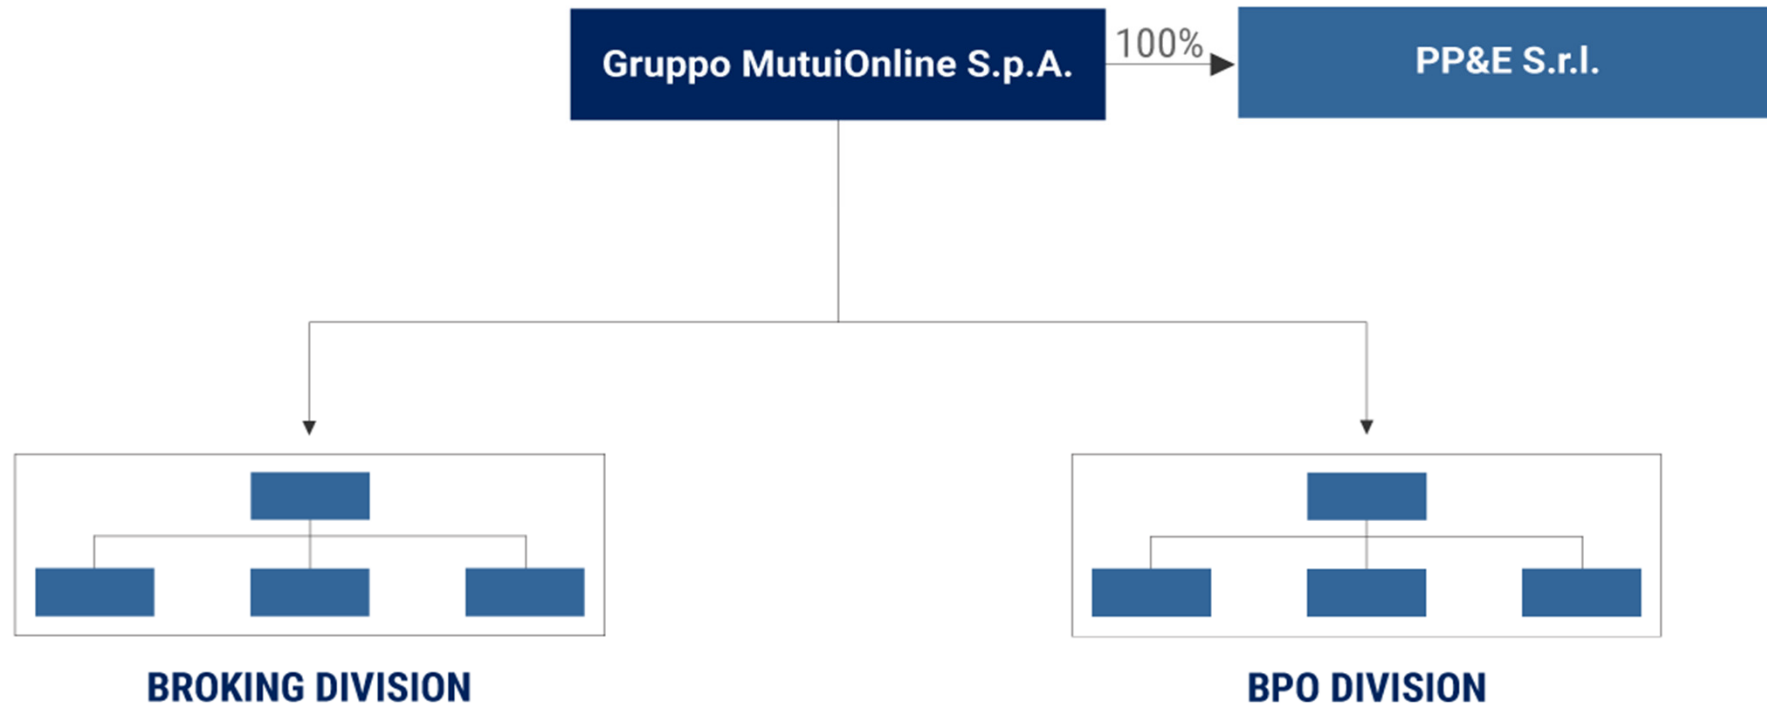 Gruppo MutuiOnline S.p.A.
100%
PP&E S.r.l.
BROKING DIVISION
BPO DIVISION